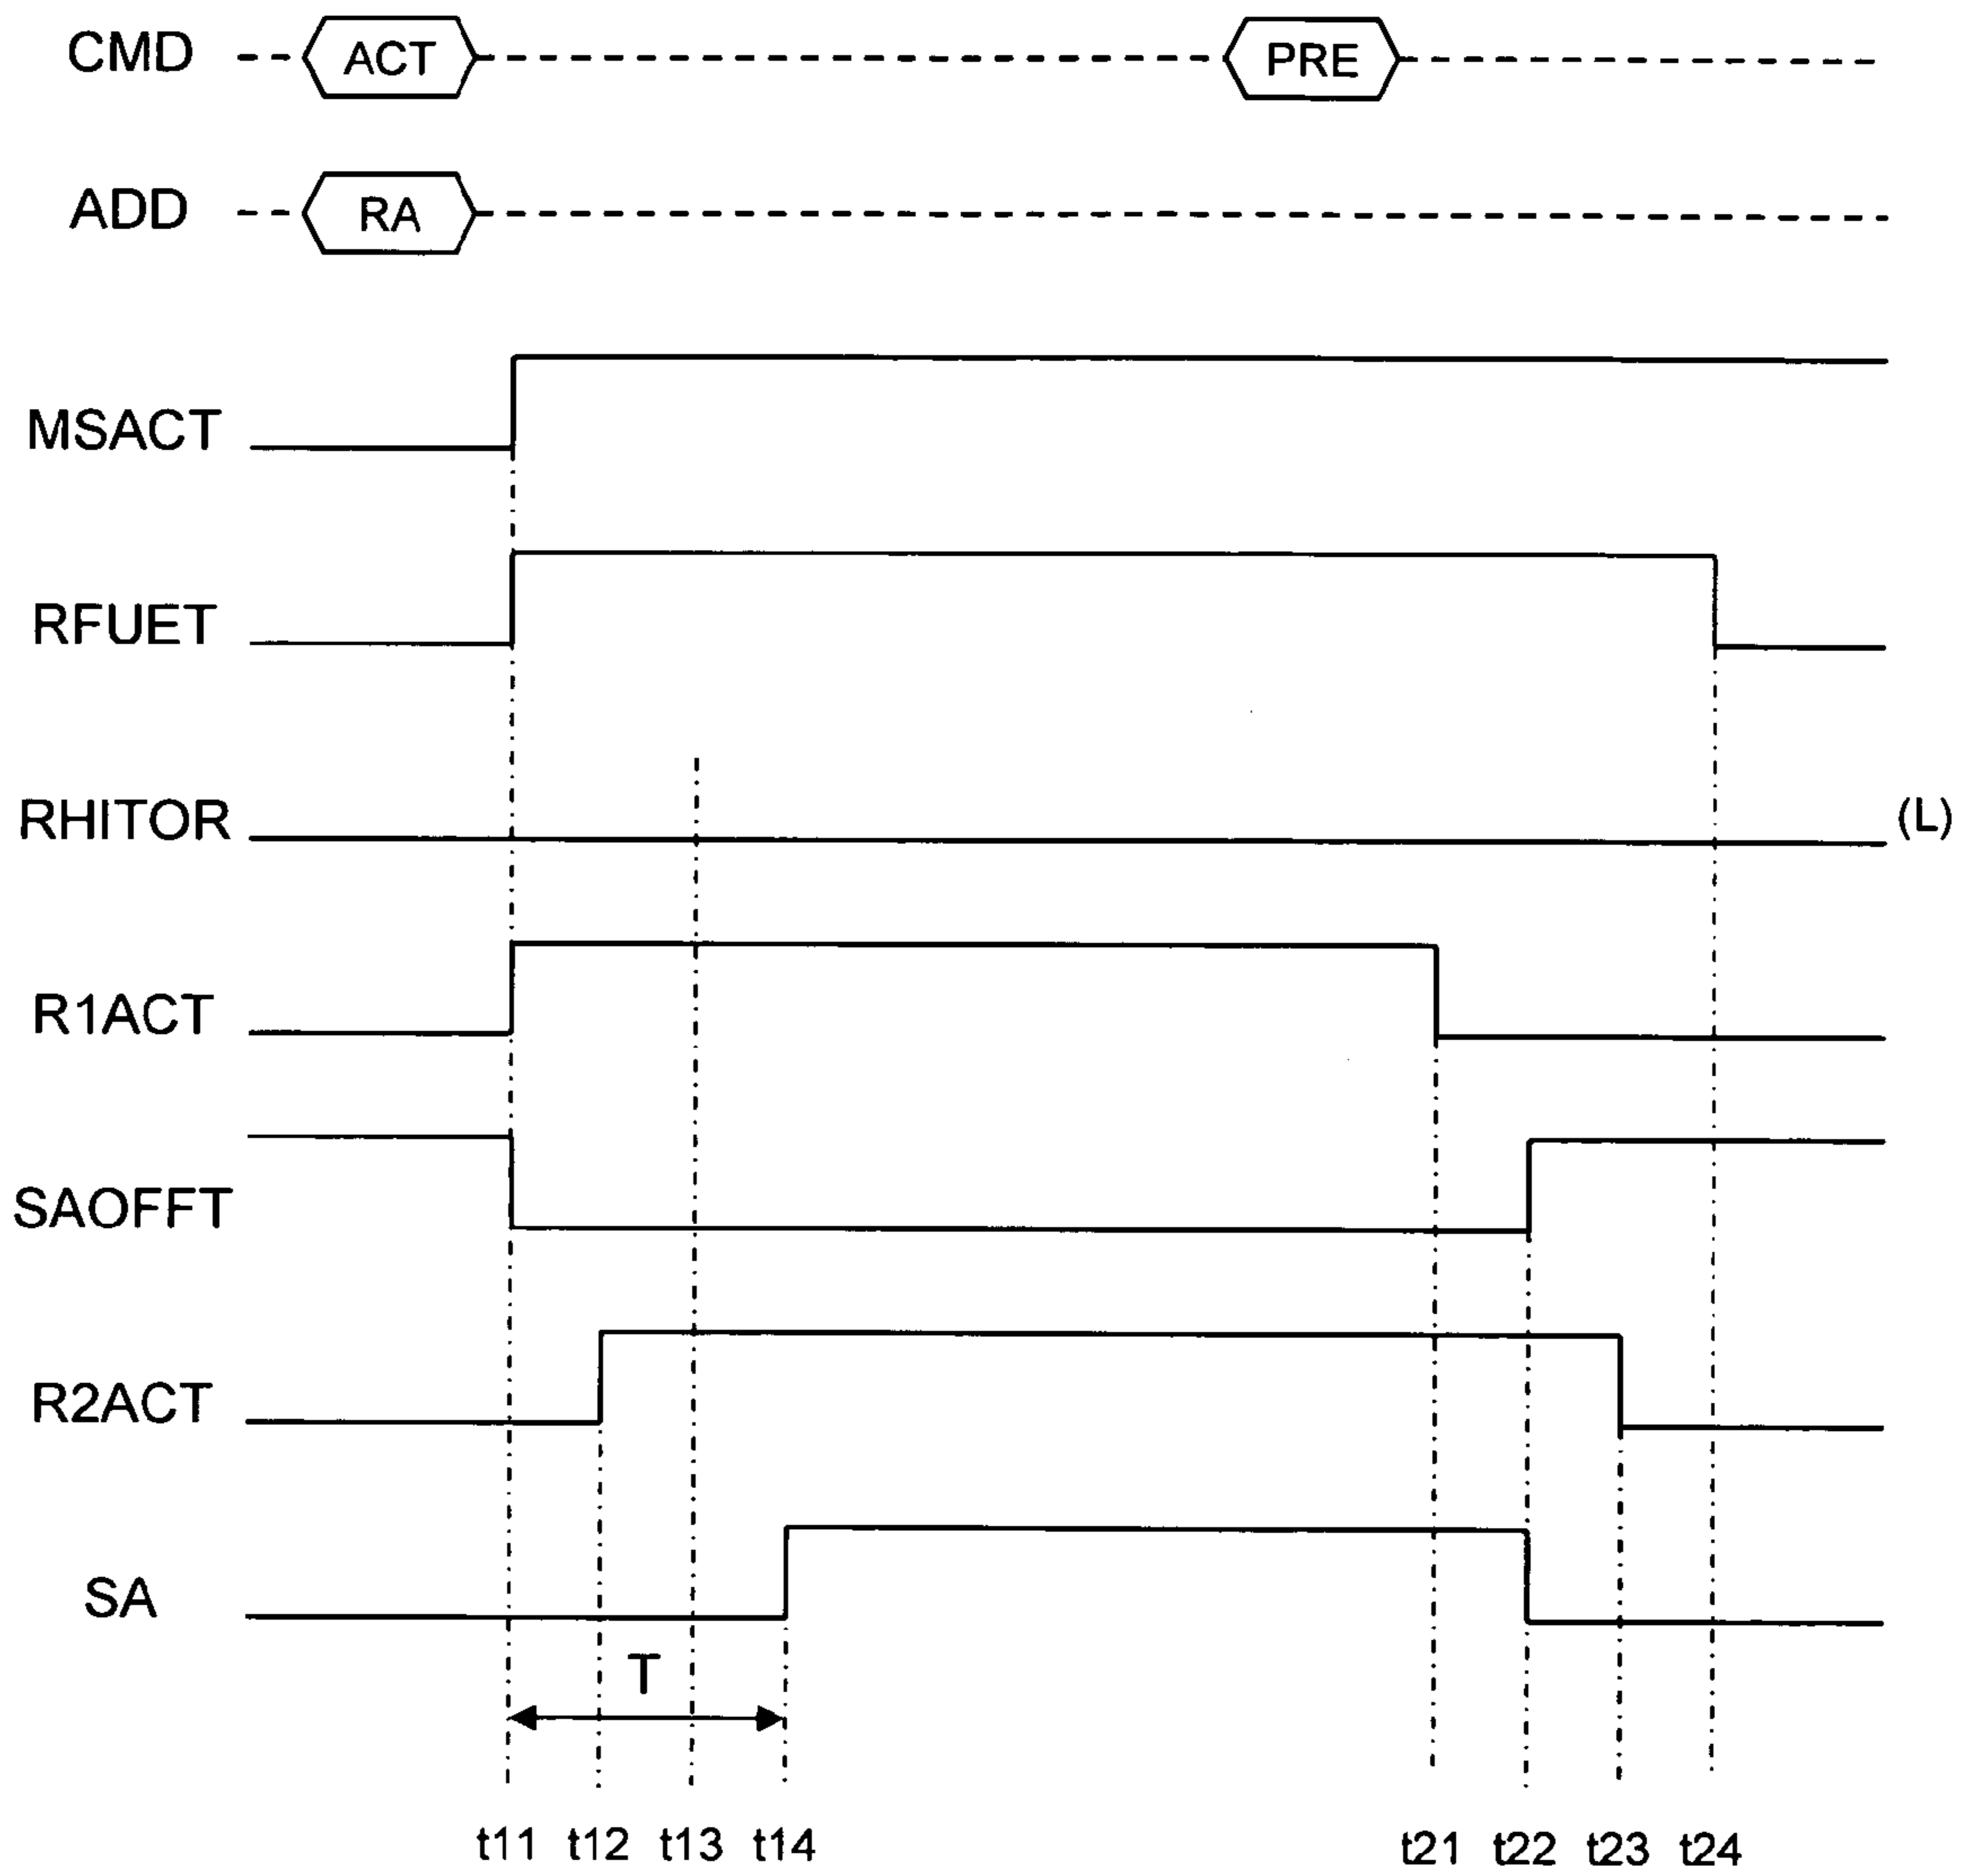 CMD ACT PRE
ADD RA
MSACT
RFUET
RHITOR (L)
R1ACT
SAOFFT
R2ACT
SA
T
t11 t12 t13 t14 t21 t22 t23 t24